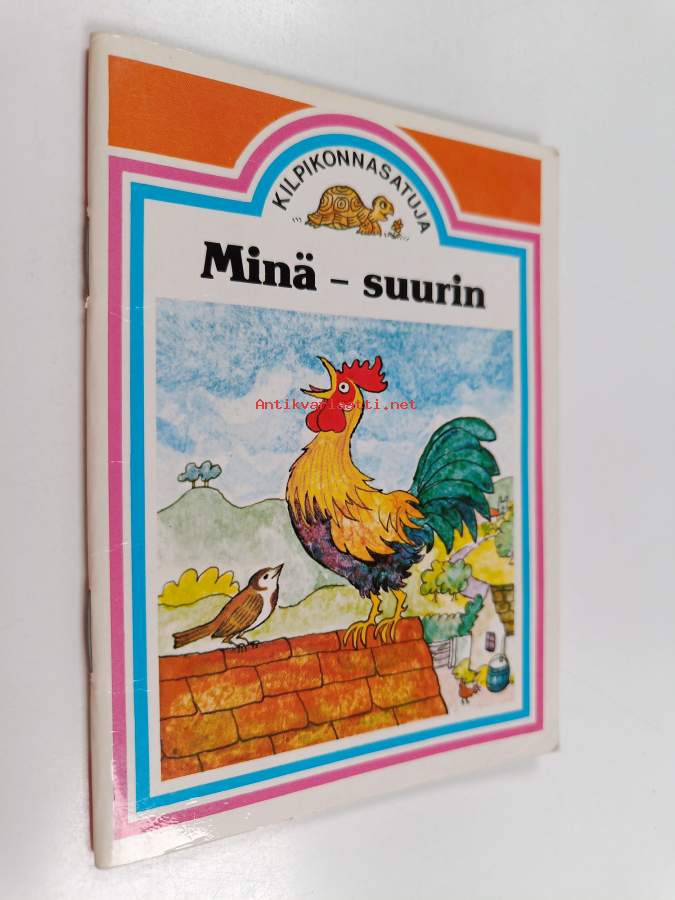 KILPIKONNASATUJA
Minä – suurin
Antikvariaatti.net